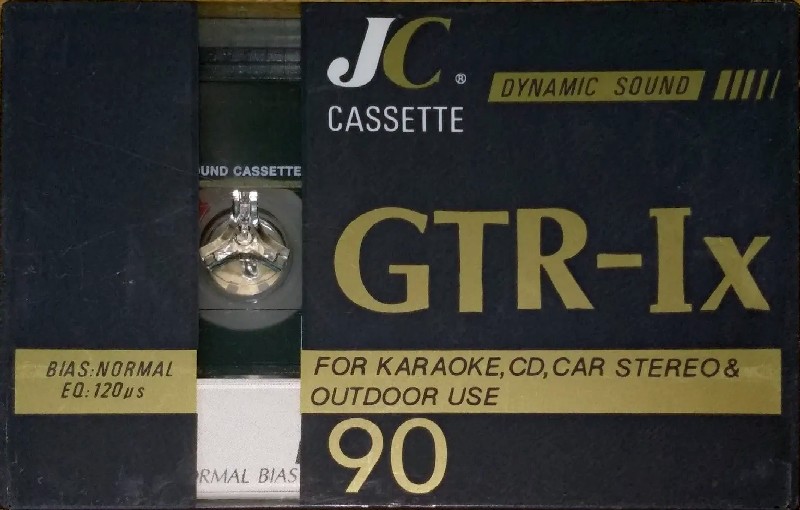 JC ®
CASSETTE
DYNAMIC SOUND
UND CASSETTE
GTR-Ix
BIAS:NORMAL
EQ:120µs
FOR KARAOKE, CD, CAR STEREO &
OUTDOOR USE
90
RMAL BIAS